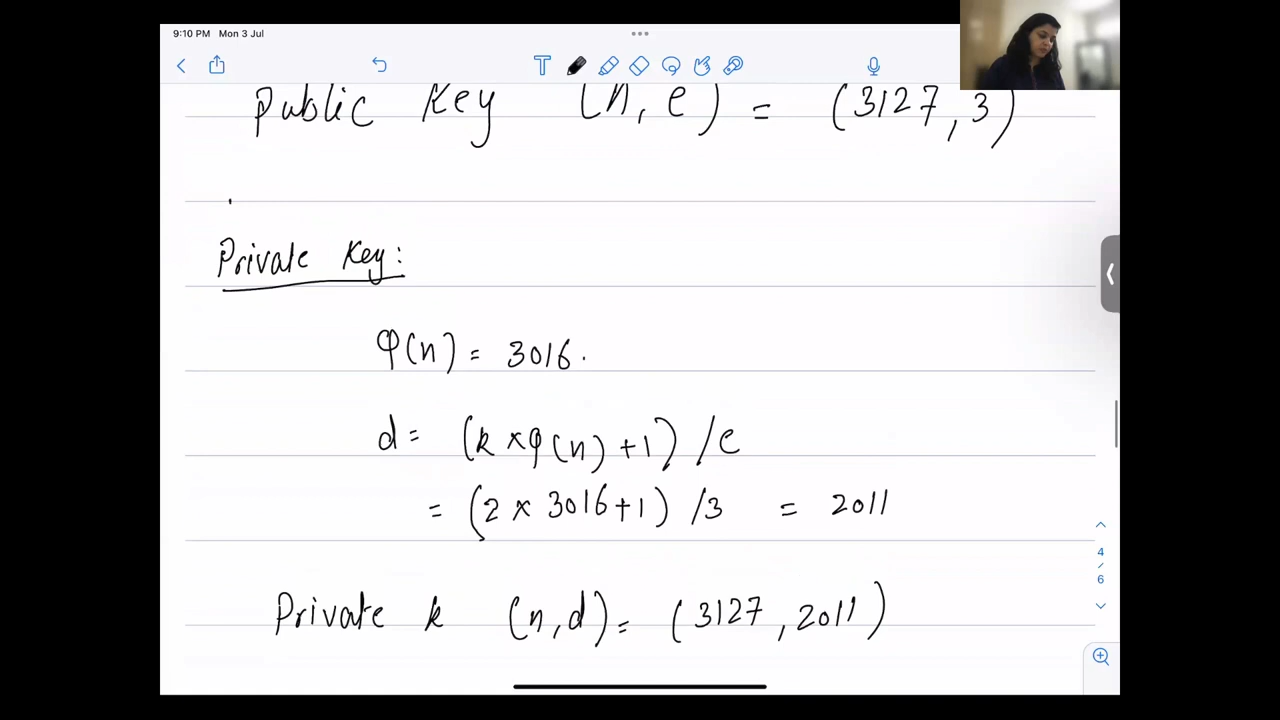 9:10 PM Mon 3 Jul
Public Key (n, e) = (3127, 3)
Private Key:
φ(n) = 3016.
d = (k × φ(n) + 1) / e
= (2 × 3016 + 1) / 3 = 2011
Private k (n, d) = (3127, 2011)
4
/
6